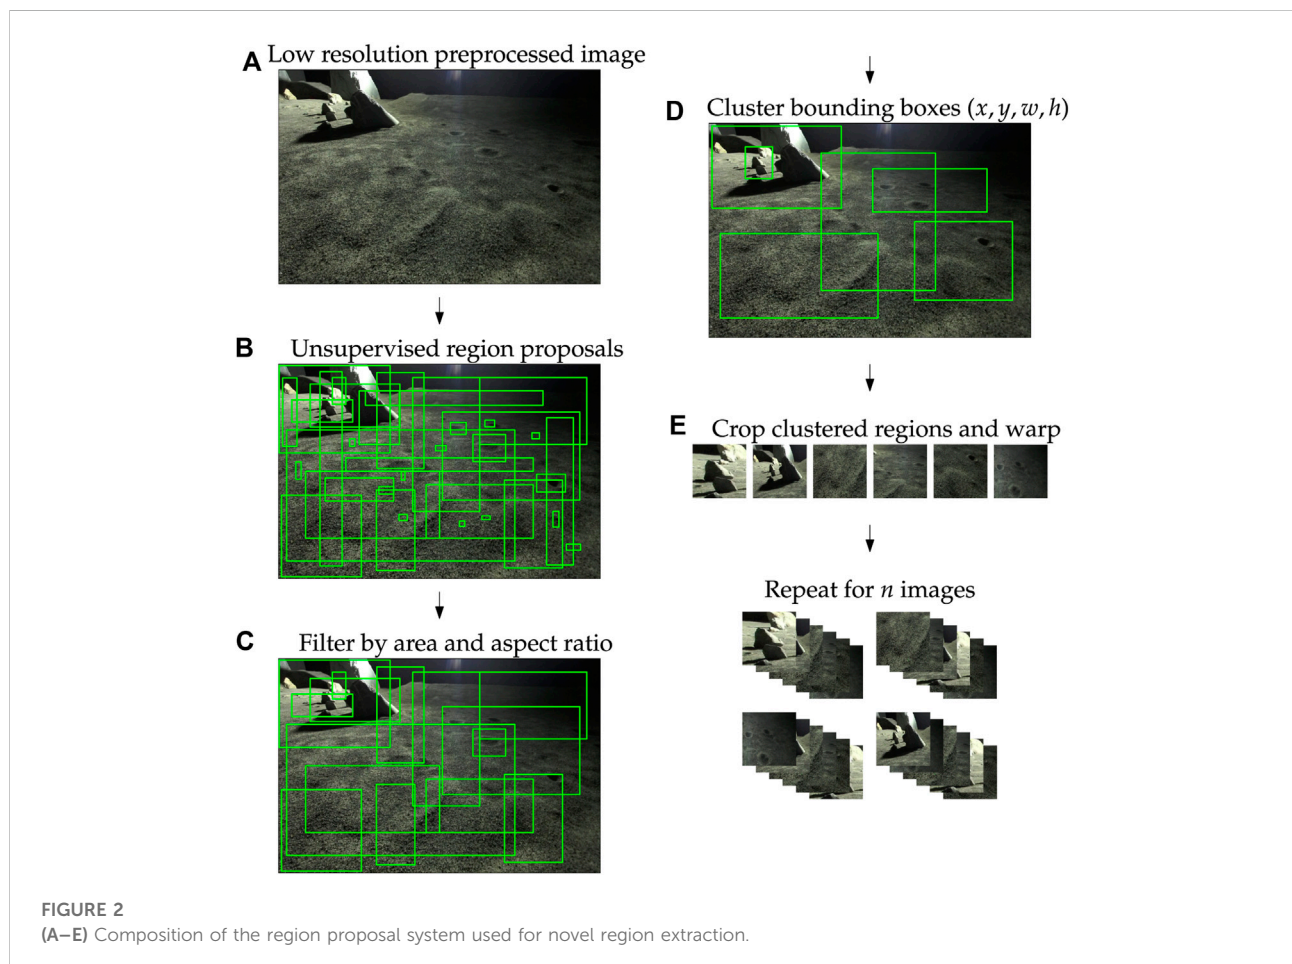 A Low resolution preprocessed image
B Unsupervised region proposals
C Filter by area and aspect ratio
D Cluster bounding boxes (x, y, w, h)
E Crop clustered regions and warp
Repeat for n images
FIGURE 2
(A–E) Composition of the region proposal system used for novel region extraction.